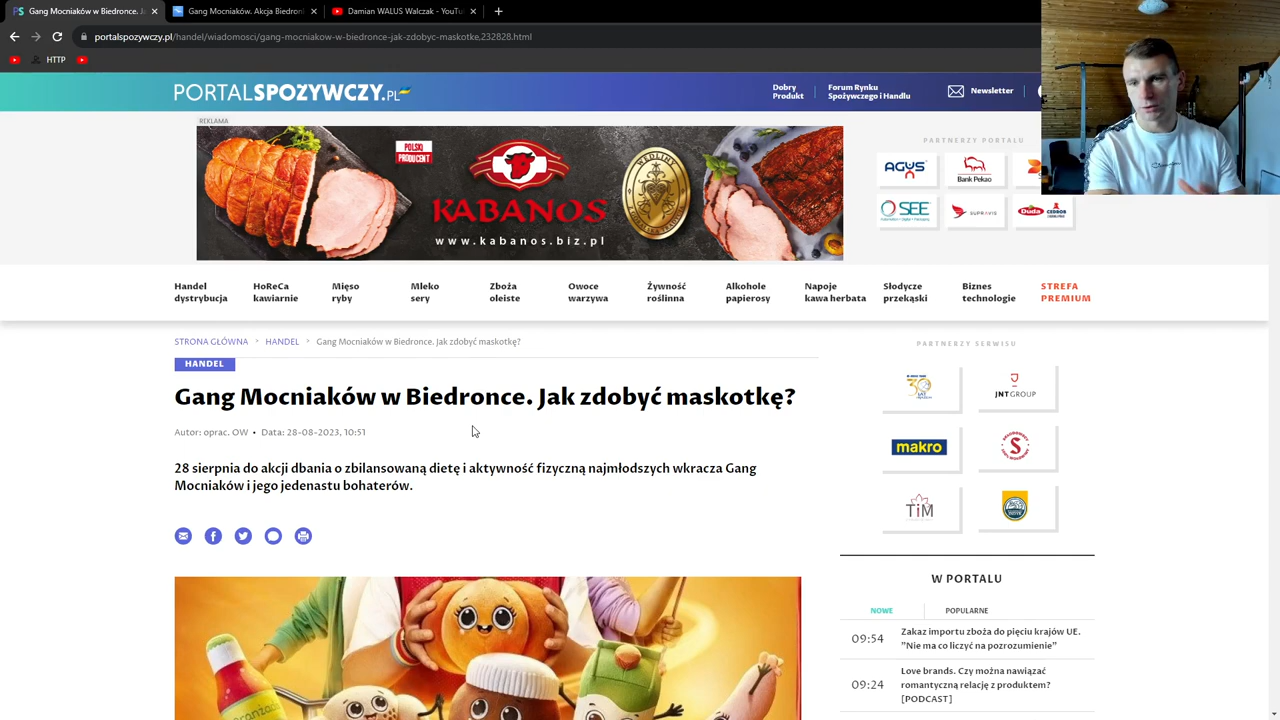 Gang Mocniaków w Biedronce. Ja
Gang Mocniaków. Akcja Biedron
Damian WALUS Walczak - YouTu
portalspozywczy.pl/handel/wiadomosci/gang-mocniakow-w-biedronce-jak-zdobyc-maskotke,232828.html
HTTP
PORTALSPOŻYWCZY.PL
Dobry
Produkt
Forum Rynku
Spożywczego i Handlu
Newsletter
REKLAMA
POLSKI
PRODUCENT
KABANOS
www.kabanos.biz.pl
WĘDLINY
PARTNERZY PORTALU
AGYS
Bank Pekao
SEE
SUPRAVIS
Duda
Handel
dystrybucja
HoReCa
kawiarnie
Mięso
ryby
Mleko
sery
Zboża
oleiste
Owoce
warzywa
Żywność
roślinna
Alkohole
papierosy
Napoje
kawa herbata
Słodycze
przekąski
Biznes
technologie
STREFA
PREMIUM
STRONA GŁÓWNA > HANDEL > Gang Mocniaków w Biedronce. Jak zdobyć maskotkę?
HANDEL
Gang Mocniaków w Biedronce. Jak zdobyć maskotkę?
Autor: oprac. OW • Data: 28-08-2023, 10:51
28 sierpnia do akcji dbania o zbilansowaną dietę i aktywność fizyczną najmłodszych wkracza Gang
Mocniaków i jego jedenastu bohaterów.
PARTNERZY SERWISU
30
LAT
JNT GROUP
makro
S
TiM
W PORTALU
NOWE
POPULARNE
09:54
Zakaz importu zboża do pięciu krajów UE.
"Nie ma co liczyć na pozrozumienie"
09:24
Love brands. Czy można nawiązać
romantyczną relację z produktem?
[PODCAST]